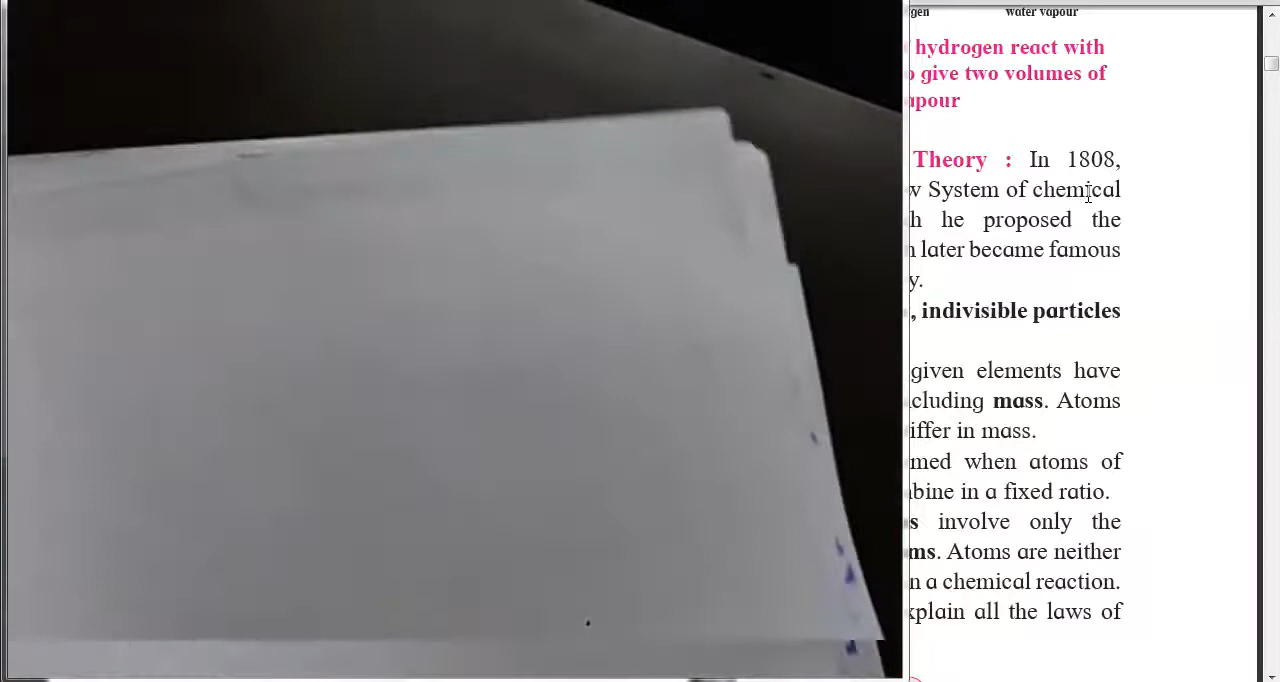 gen water vapour
hydrogen react with
give two volumes of
apour
Theory : In 1808,
w System of chemical
h he proposed the
n later became famous
y.
, indivisible particles
given elements have
cluding mass. Atoms
iffer in mass.
med when atoms of
bine in a fixed ratio.
s involve only the
ms. Atoms are neither
n a chemical reaction.
xplain all the laws of